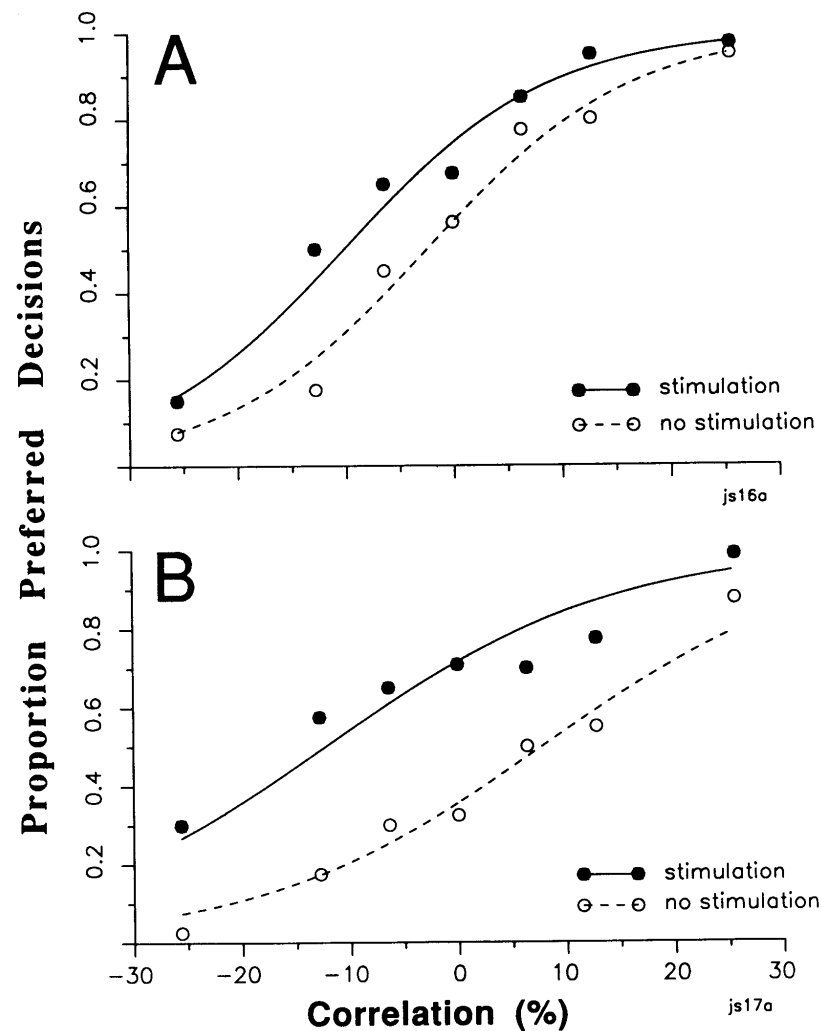 A
1.0
0.8
0.6
0.4
0.2
stimulation
no stimulation
js16a
Proportion Preferred Decisions
B
1.0
0.8
0.6
0.4
0.2
stimulation
no stimulation
-30 -20 -10 0 10 20 30
Correlation (%)
js17a